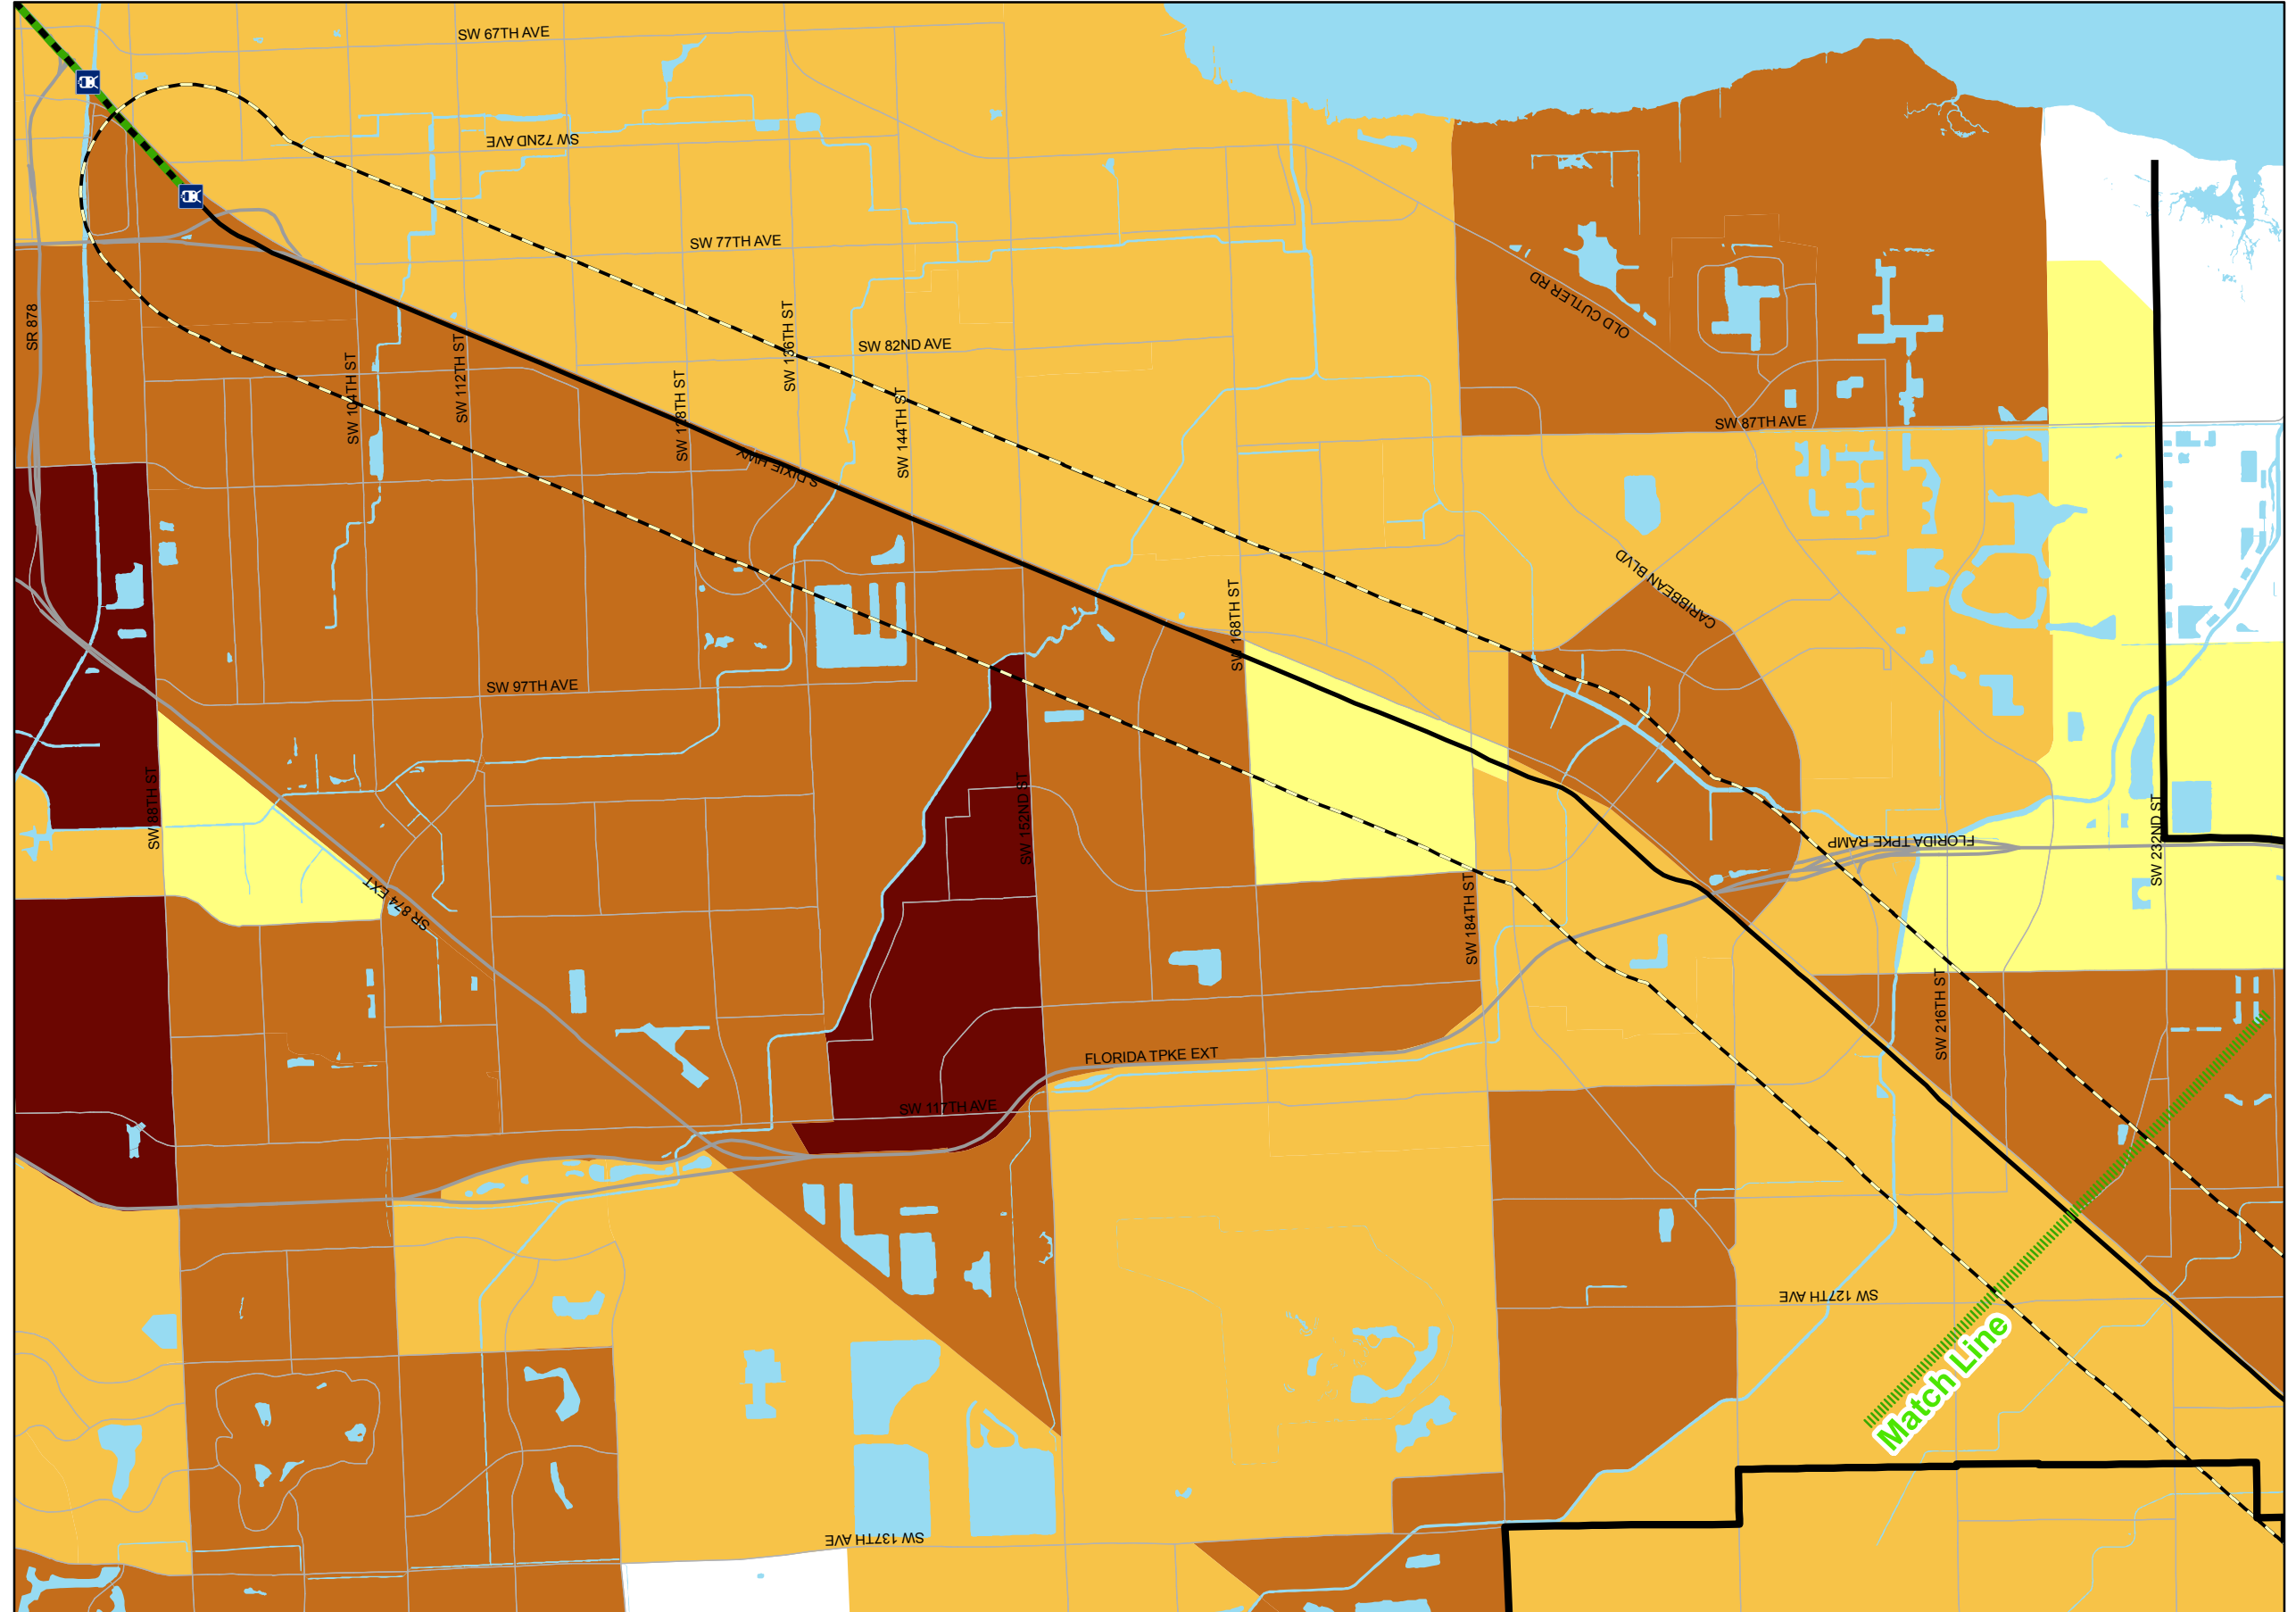 SW 67TH AVE
SW 72ND AVE
SW 77TH AVE
OLD CUTLER RD
SR 878
SW 136TH ST
SW 82ND AVE
SW 112TH ST
SW 104TH ST
SW 128TH ST
SW 144TH ST
SW 87TH AVE
S DIXIE HWY
CARIBBEAN BLVD
SW 168TH ST
SW 97TH AVE
SW 88TH ST
SW 152ND ST
SW 232ND ST
FLORIDA TPKE RAMP
SR 874 EXT
SW 184TH ST
SW 216TH ST
FLORIDA TPKE EXT
SW 117TH AVE
SW 127TH AVE
Match Line
SW 137TH AVE